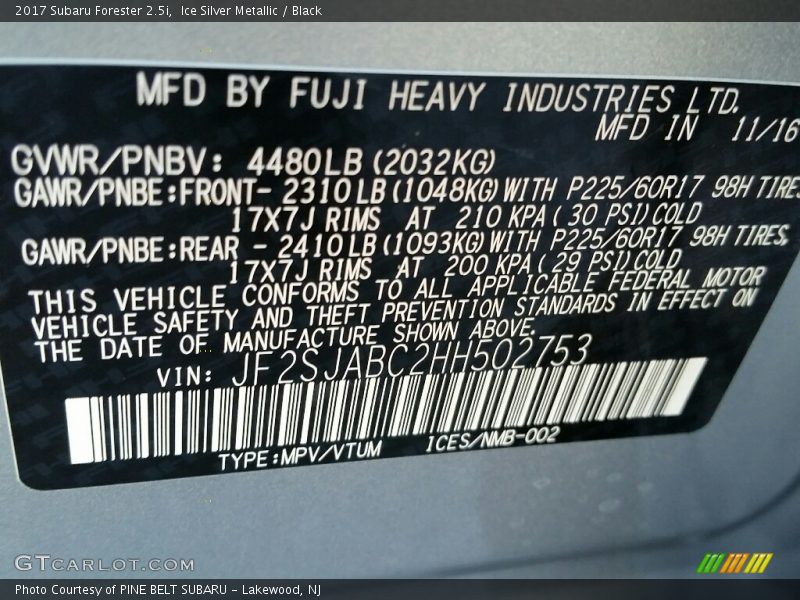 2017 Subaru Forester 2.5i,  Ice Silver Metallic / Black
MFD BY FUJI HEAVY INDUSTRIES LTD.
MFD IN 11/16
GVWR/PNBV: 4480LB (2032KG)
GAWR/PNBE:FRONT- 2310LB(1048KG)WITH P225/60R17 98H TIRES
17X7J RIMS AT 210 KPA( 30 PSI)COLD
GAWR/PNBE:REAR - 2410LB(1093KG)WITH P225/60R17 98H TIRES,
17X7J RIMS AT 200 KPA( 29 PSI)COLD
THIS VEHICLE CONFORMS TO ALL APPLICABLE FEDERAL MOTOR
VEHICLE SAFETY AND THEFT PREVENTION STANDARDS IN EFFECT ON
THE DATE OF MANUFACTURE SHOWN ABOVE.
VIN: JF2SJABC2HH502753
TYPE:MPV/VTUM ICES/NMB-002
GTCARLOT.COM
Photo Courtesy of PINE BELT SUBARU - Lakewood, NJ